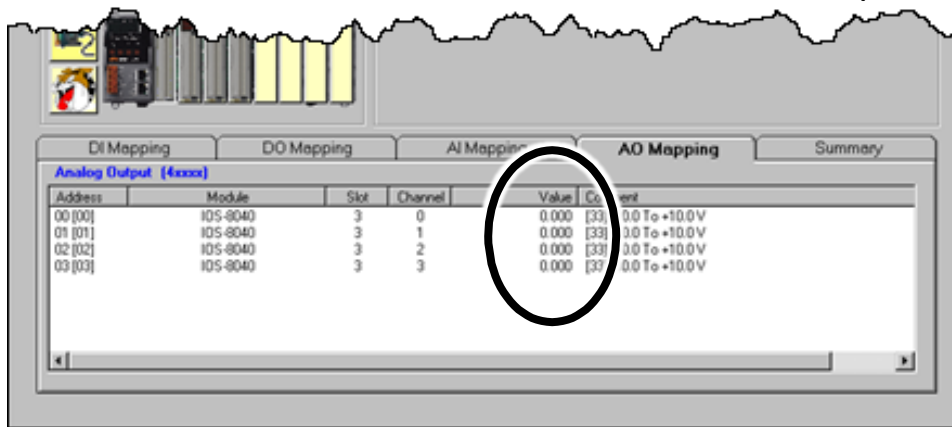 DI Mapping DO Mapping AI Mapping AO Mapping Summary
Analog Output (4xxxx)
Address Module Slot Channel Value
00 [00] IOS-8040 3 0 0.000 [33] 0.0 To +10.0 V
01 [01] IOS-8040 3 1 0.000 [33] 0.0 To +10.0 V
02 [02] IOS-8040 3 2 0.000 [33] 0.0 To +10.0 V
03 [03] IOS-8040 3 3 0.000 [33] 0.0 To +10.0 V